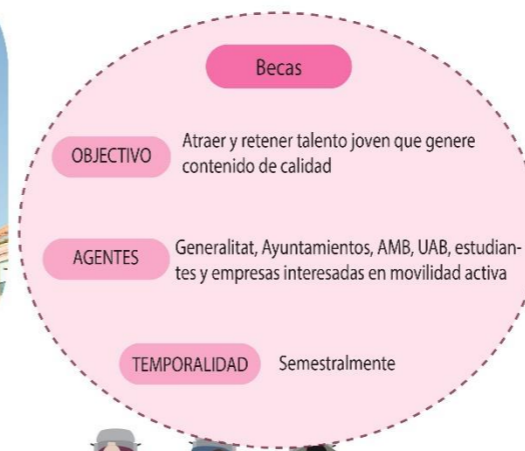 Becas
OBJECTIVO
Atraer y retener talento joven que genere
contenido de calidad
AGENTES
Generalitat, Ayuntamientos, AMB, UAB, estudian-
tes y empresas interesadas en movilidad activa
TEMPORALIDAD
Semestralmente